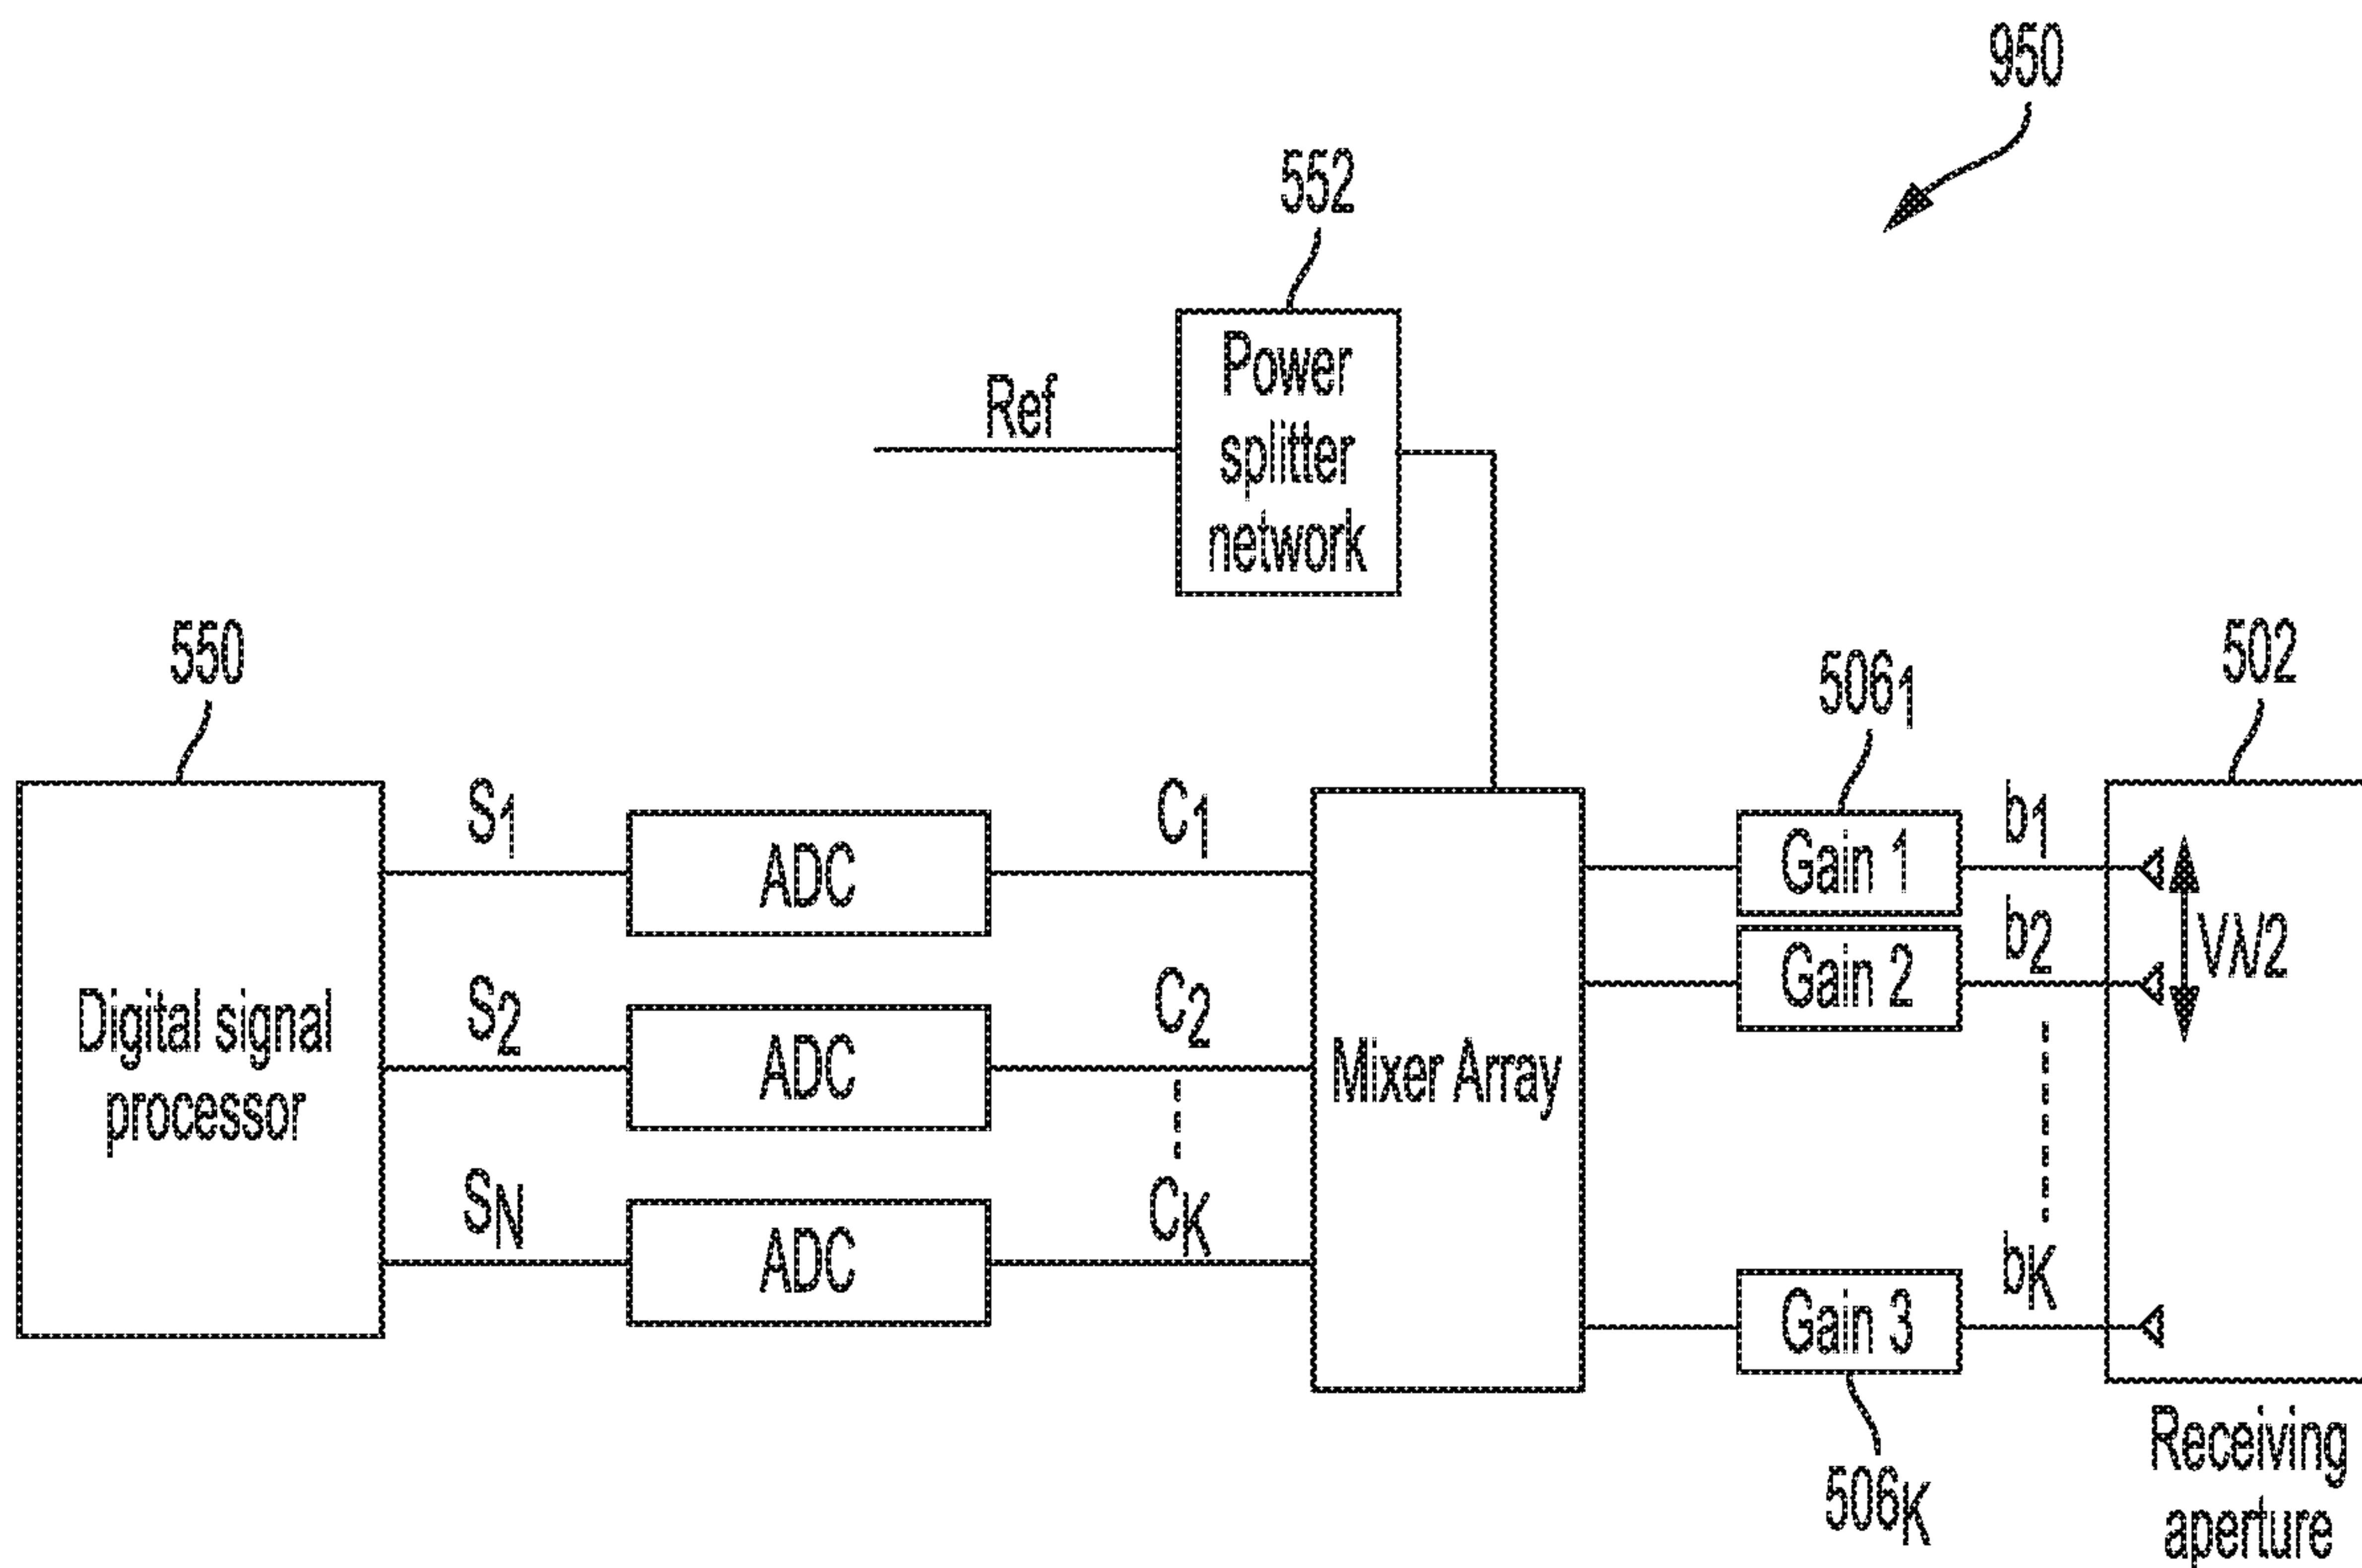 950
552
Ref
Power
splitter
network
550
506₁
502
S₁
ADC
C₁
Gain 1
b₁
Vλ/2
S₂
ADC
C₂
Gain 2
b₂
Digital signal
processor
Mixer Array
S_N
ADC
C_K
Gain 3
b_K
506_K
Receiving
aperture